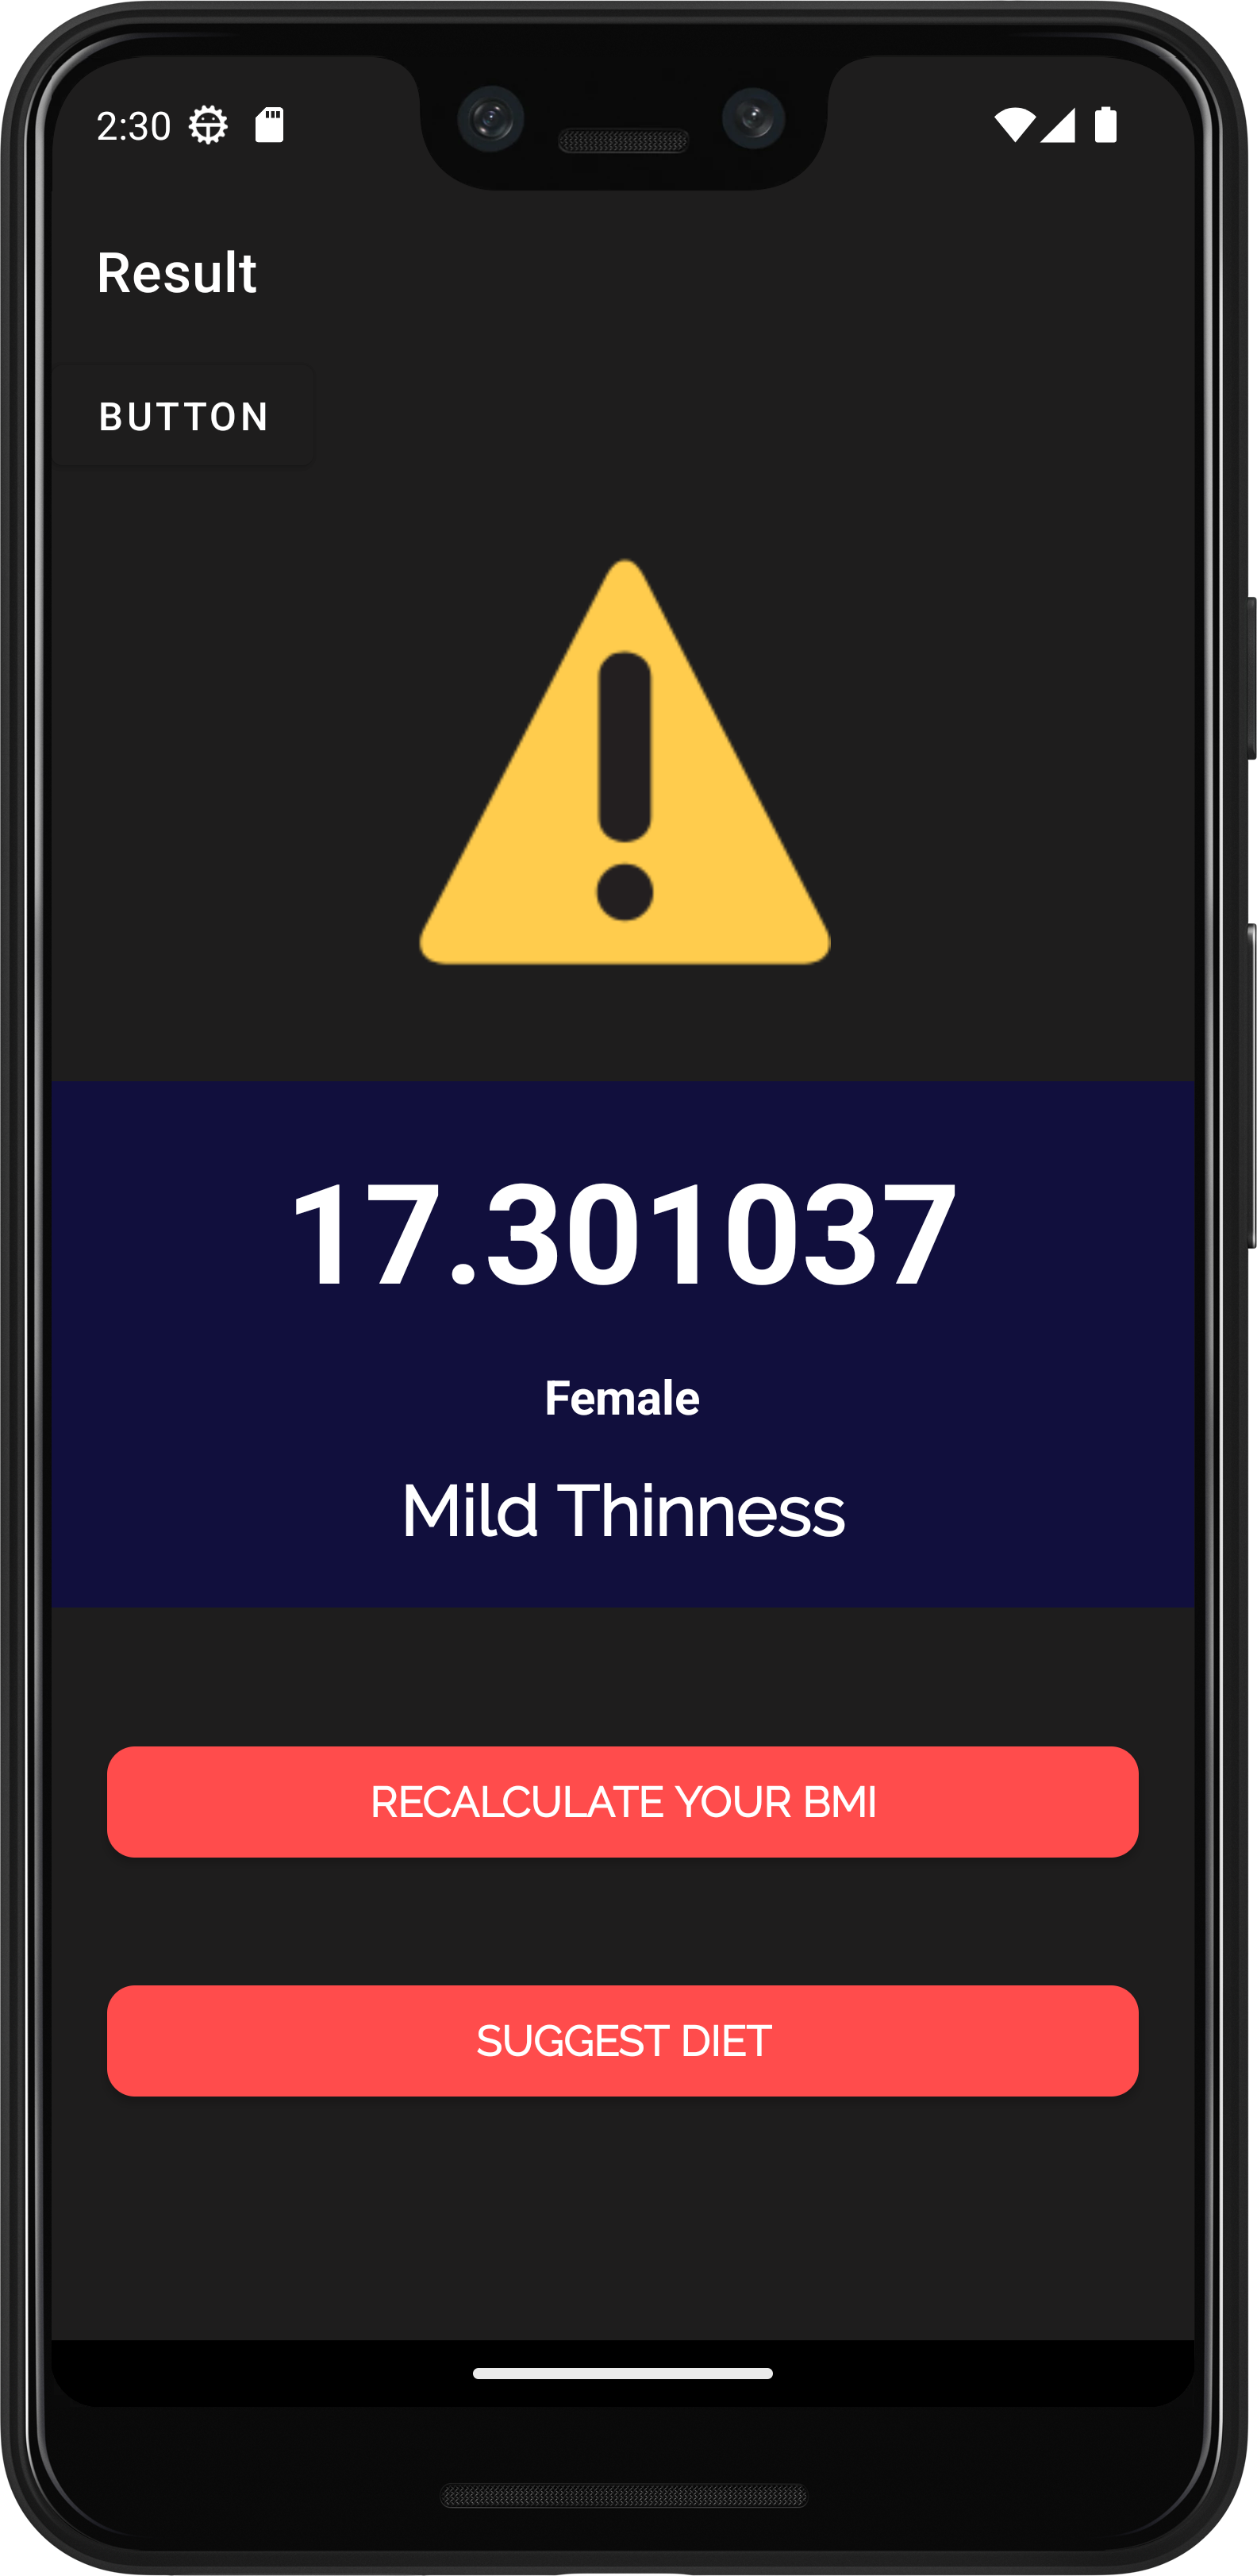 2:30
Result
BUTTON
17.301037
Female
Mild Thinness
RECALCULATE YOUR BMI
SUGGEST DIET